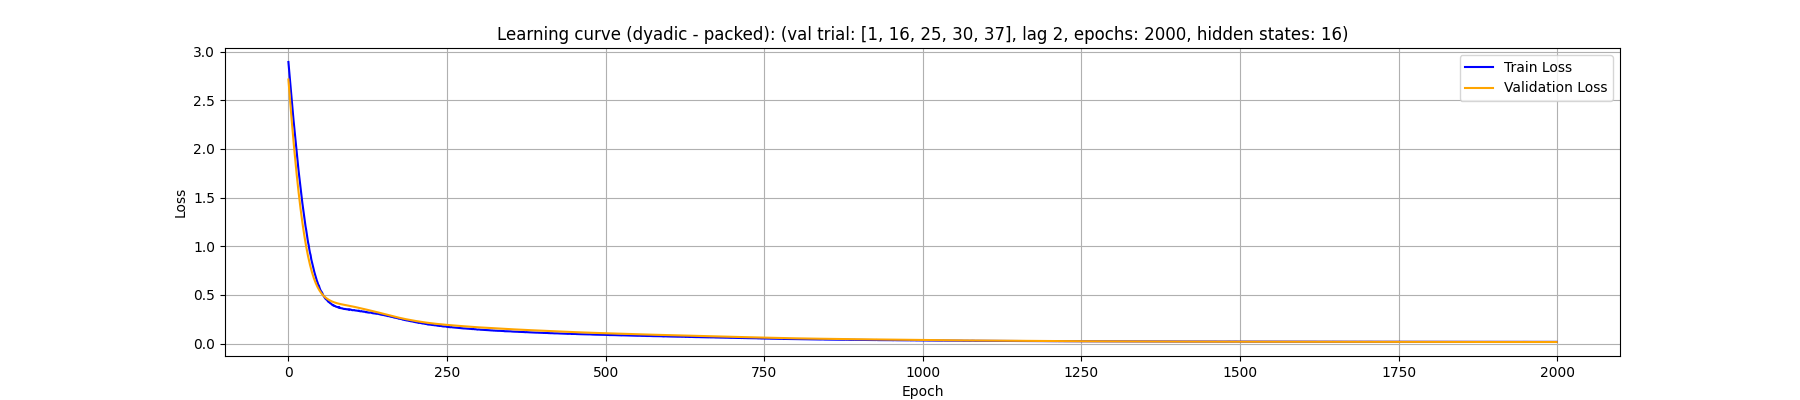 Learning curve (dyadic - packed): (val trial: [1, 16, 25, 30, 37], lag 2, epochs: 2000, hidden states: 16)
Train Loss
Validation Loss
3.0
2.5
2.0
1.5
1.0
0.5
0.0
Loss
0 250 500 750 1000 1250 1500 1750 2000
Epoch